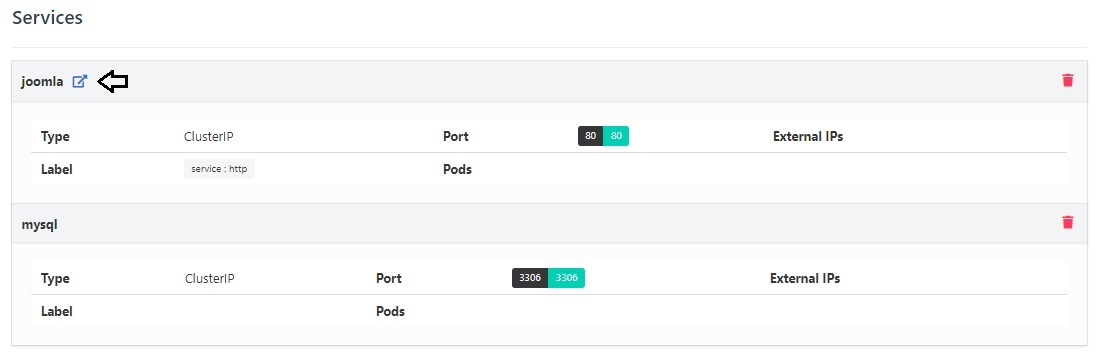 Services
joomla
Type ClusterIP Port 80 80 External IPs
Label service : http Pods
mysql
Type ClusterIP Port 3306 3306 External IPs
Label Pods